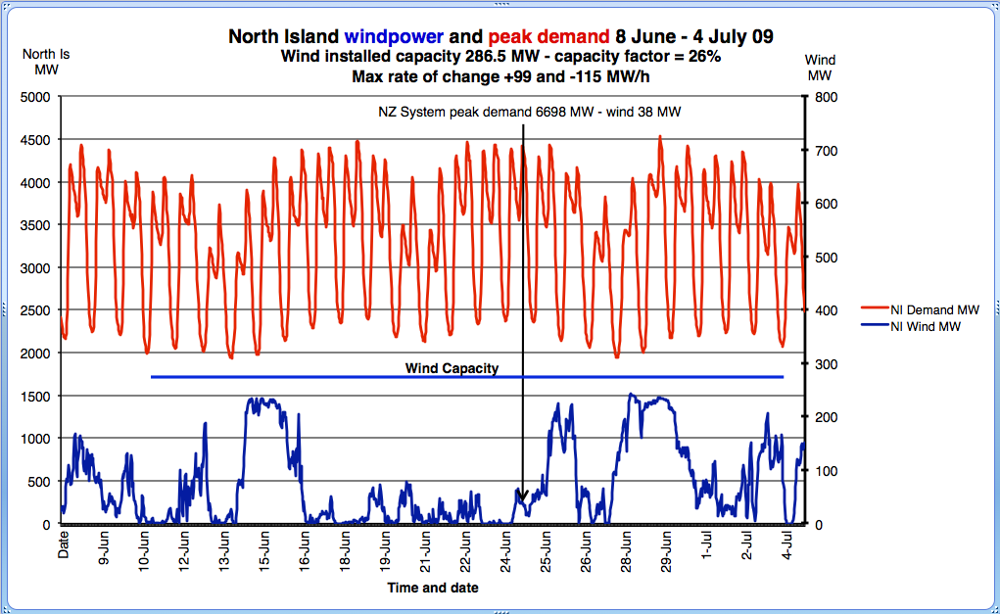 North Island windpower and peak demand 8 June - 4 July 09
Wind installed capacity 286.5 MW - capacity factor = 26%
Max rate of change +99 and -115 MW/h
North Is
MW
Wind
MW
NZ System peak demand 6698 MW - wind 38 MW
5000
4500
4000
3500
3000
2500
2000
1500
1000
500
0
800
700
600
500
400
300
200
100
0
Wind Capacity
NI Demand MW
NI Wind MW
Date
9-Jun
10-Jun
12-Jun
13-Jun
15-Jun
16-Jun
18-Jun
19-Jun
21-Jun
22-Jun
24-Jun
25-Jun
26-Jun
28-Jun
29-Jun
1-Jul
2-Jul
4-Jul
Time and date